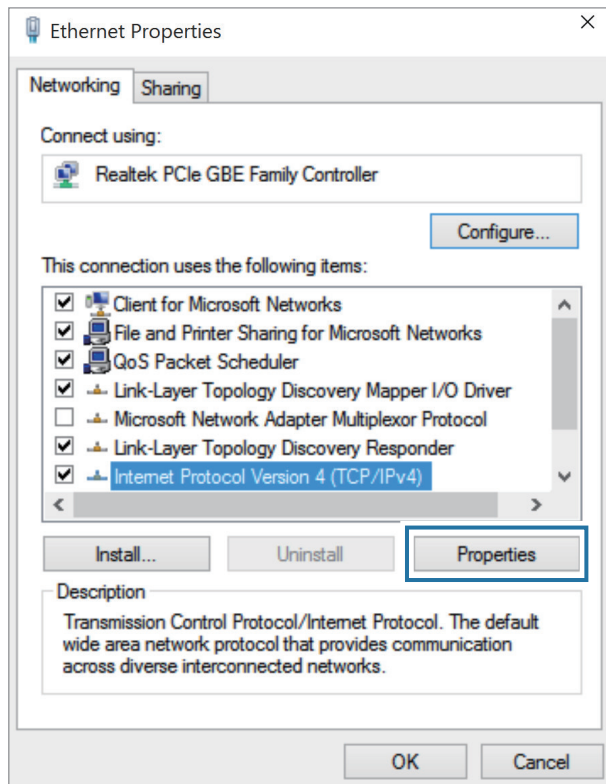 Ethernet Properties
Networking
Sharing
Connect using:
Realtek PCIe GBE Family Controller
Configure...
This connection uses the following items:
Client for Microsoft Networks
File and Printer Sharing for Microsoft Networks
QoS Packet Scheduler
Link-Layer Topology Discovery Mapper I/O Driver
Microsoft Network Adapter Multiplexor Protocol
Link-Layer Topology Discovery Responder
Internet Protocol Version 4 (TCP/IPv4)
Install...
Uninstall
Properties
Description
Transmission Control Protocol/Internet Protocol. The default
wide area network protocol that provides communication
across diverse interconnected networks.
OK
Cancel